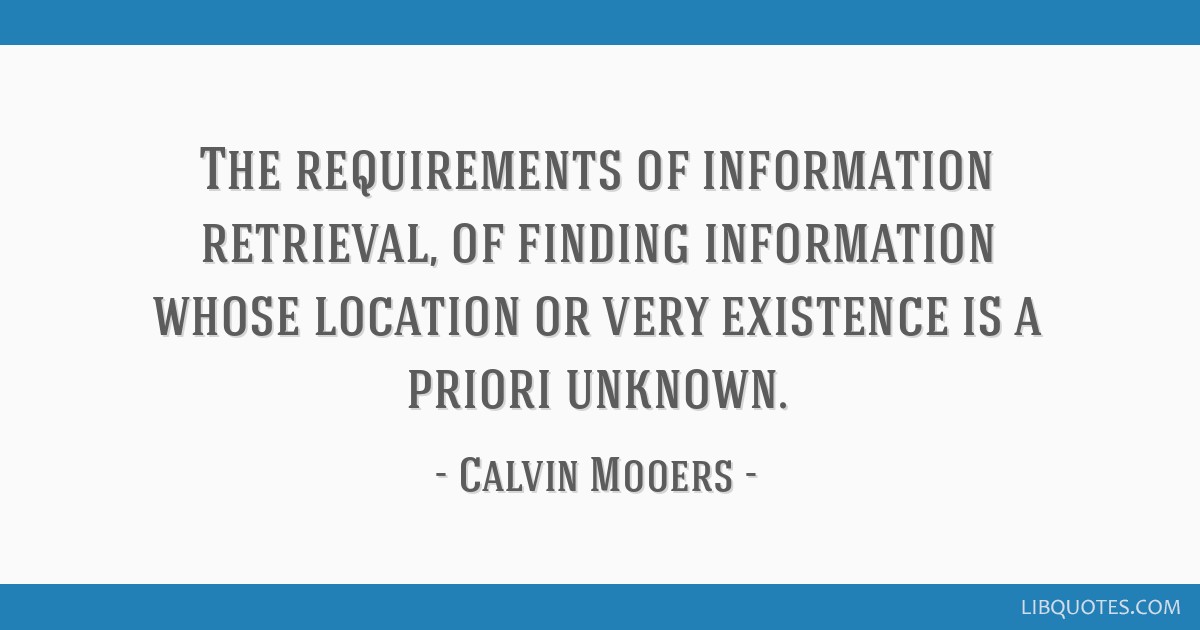 The requirements of information
retrieval, of finding information
whose location or very existence is a
priori unknown.
- Calvin Mooers -
LIBQUOTES.COM